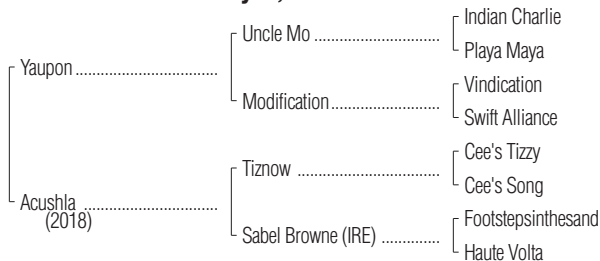 Indian Charlie
Uncle Mo ..............................
Playa Maya
Yaupon ..................................
Vindication
Modification..........................
Swift Alliance
Cee's Tizzy
Tiznow ..................................
Cee's Song
Acushla ................................
(2018)
Footstepsinthesand
Sabel Browne (IRE) ..............
Haute Volta